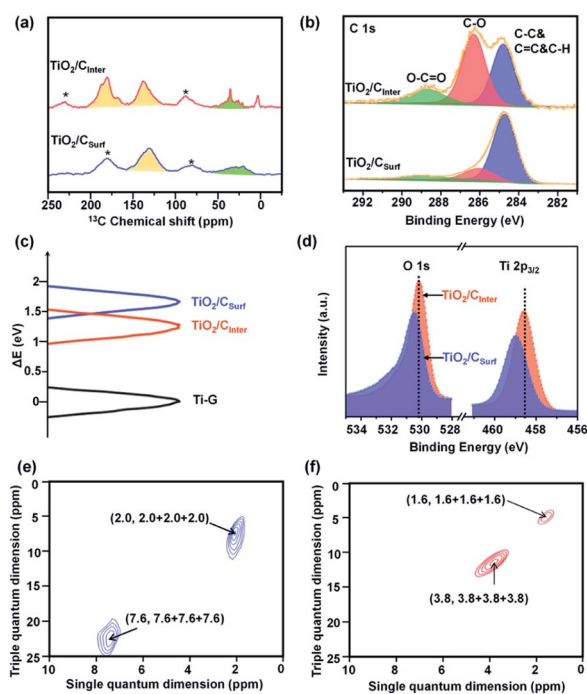 (a)
TiO2/CInter
*
*
TiO2/CSurf
*
*
250 200 150 100 50 0
13C Chemical shift (ppm)
(b)
C 1s
C-O
C-C&
C=C&C-H
O-C=O
TiO2/CInter
TiO2/CSurf
292 290 288 286 284 282
Binding Energy (eV)
(c)
ΔE (eV)
2
1.5
1
0.5
0
TiO2/CSurf
TiO2/CInter
Ti-G
(d)
Intensity (a.u.)
O 1s
Ti 2p3/2
TiO2/CInter
TiO2/CSurf
534 530 528 460 458 456
Binding Energy (eV)
(e)
Triple quantum dimension (ppm)
0
5
10
15
20
25
(2.0, 2.0+2.0+2.0)
(7.6, 7.6+7.6+7.6)
10 8 6 4 2 0
Single quantum dimension (ppm)
(f)
Triple quantum dimension (ppm)
0
5
10
15
20
25
(1.6, 1.6+1.6+1.6)
(3.8, 3.8+3.8+3.8)
10 8 6 4 2 0
Single quantum dimension (ppm)